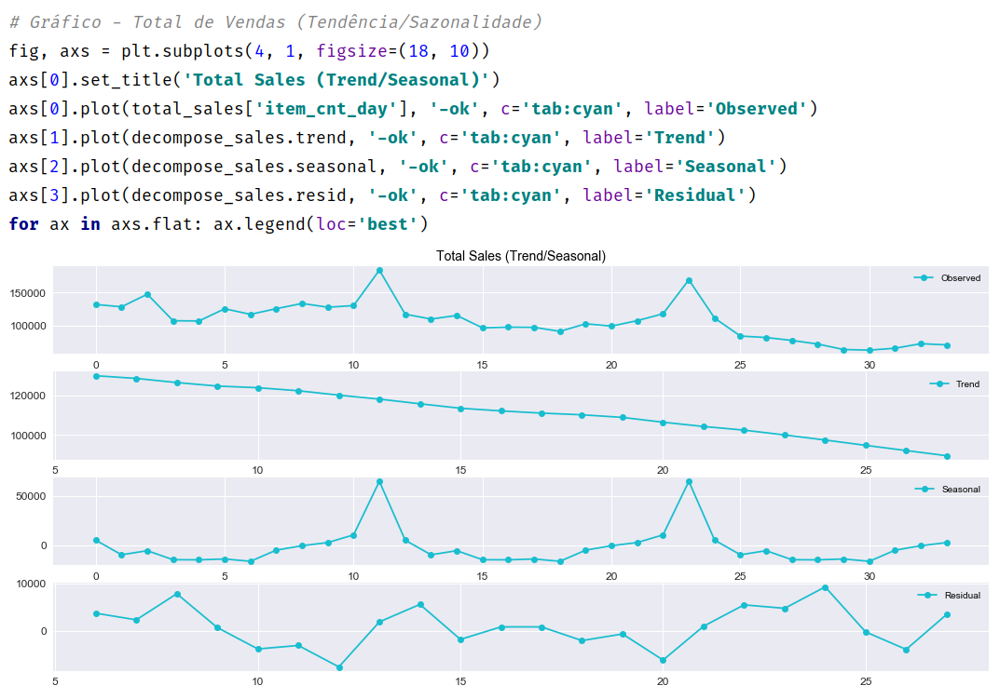 # Gráfico - Total de Vendas (Tendência/Sazonalidade)
fig, axs = plt.subplots(4, 1, figsize=(18, 10))
axs[0].set_title('Total Sales (Trend/Seasonal)')
axs[0].plot(total_sales['item_cnt_day'], '-ok', c='tab:cyan', label='Observed')
axs[1].plot(decompose_sales.trend, '-ok', c='tab:cyan', label='Trend')
axs[2].plot(decompose_sales.seasonal, '-ok', c='tab:cyan', label='Seasonal')
axs[3].plot(decompose_sales.resid, '-ok', c='tab:cyan', label='Residual')
for ax in axs.flat: ax.legend(loc='best')
Total Sales (Trend/Seasonal)
Observed
150000
100000
0 5 10 15 20 25 30
Trend
120000
100000
5 10 15 20 25
Seasonal
50000
0
0 5 10 15 20 25 30
10000
Residual
0
5 10 15 20 25